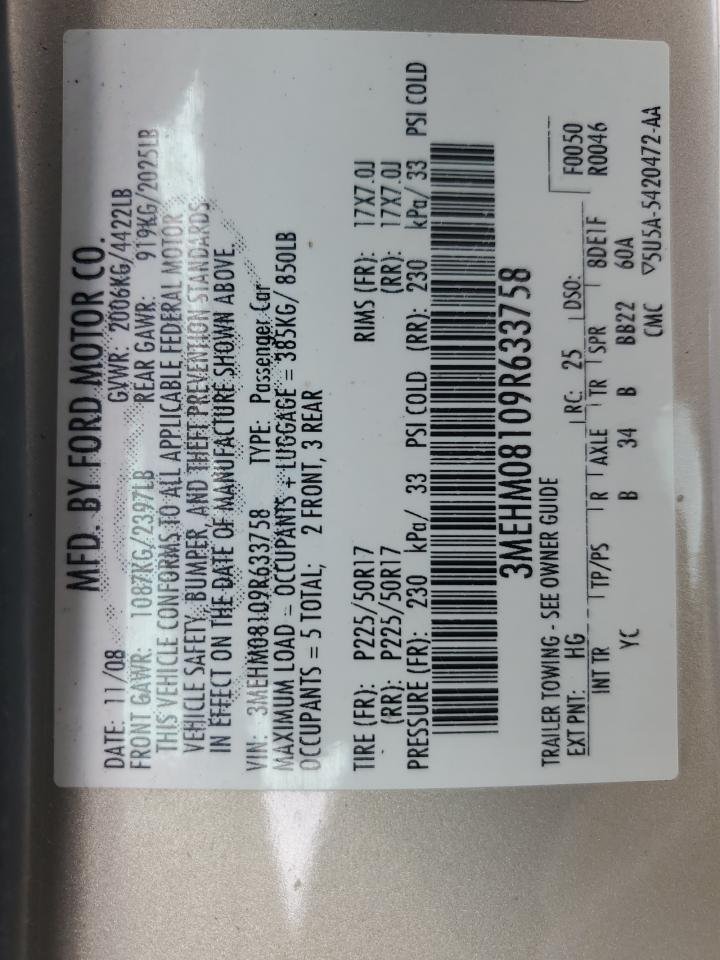 MFD. BY FORD MOTOR CO.
DATE: 11/08 GVWR: 2006KG/4422LB
FRONT GAWR: 1087KG/2397LB REAR GAWR: 919KG/2025LB
THIS VEHICLE CONFORMS TO ALL APPLICABLE FEDERAL MOTOR
VEHICLE SAFETY, BUMPER, AND THEFT PREVENTION STANDARDS
IN EFFECT ON THE DATE OF MANUFACTURE SHOWN ABOVE.
VIN: 3MEHM08109R633758 TYPE: Passenger Car
MAXIMUM LOAD = OCCUPANTS + LUGGAGE = 385KG/ 850LB
OCCUPANTS = 5 TOTAL; 2 FRONT, 3 REAR
TIRE (FR): P225/50R17 RIMS (FR): 17X7.0J
(RR): P225/50R17 (RR): 17X7.0J
PRESSURE (FR): 230 kPa/ 33 PSI COLD (RR): 230 kPa/ 33 PSI COLD
3MEHM08109R633758
TRAILER TOWING - SEE OWNER GUIDE
EXT PNT: HG RC: 25 DSO: F0050
INT TR TP/PS R AXLE TR SPR 8DE1F R0046
YC B 34 B BB22 60A
CMC ▽5U5A-5420472-AA